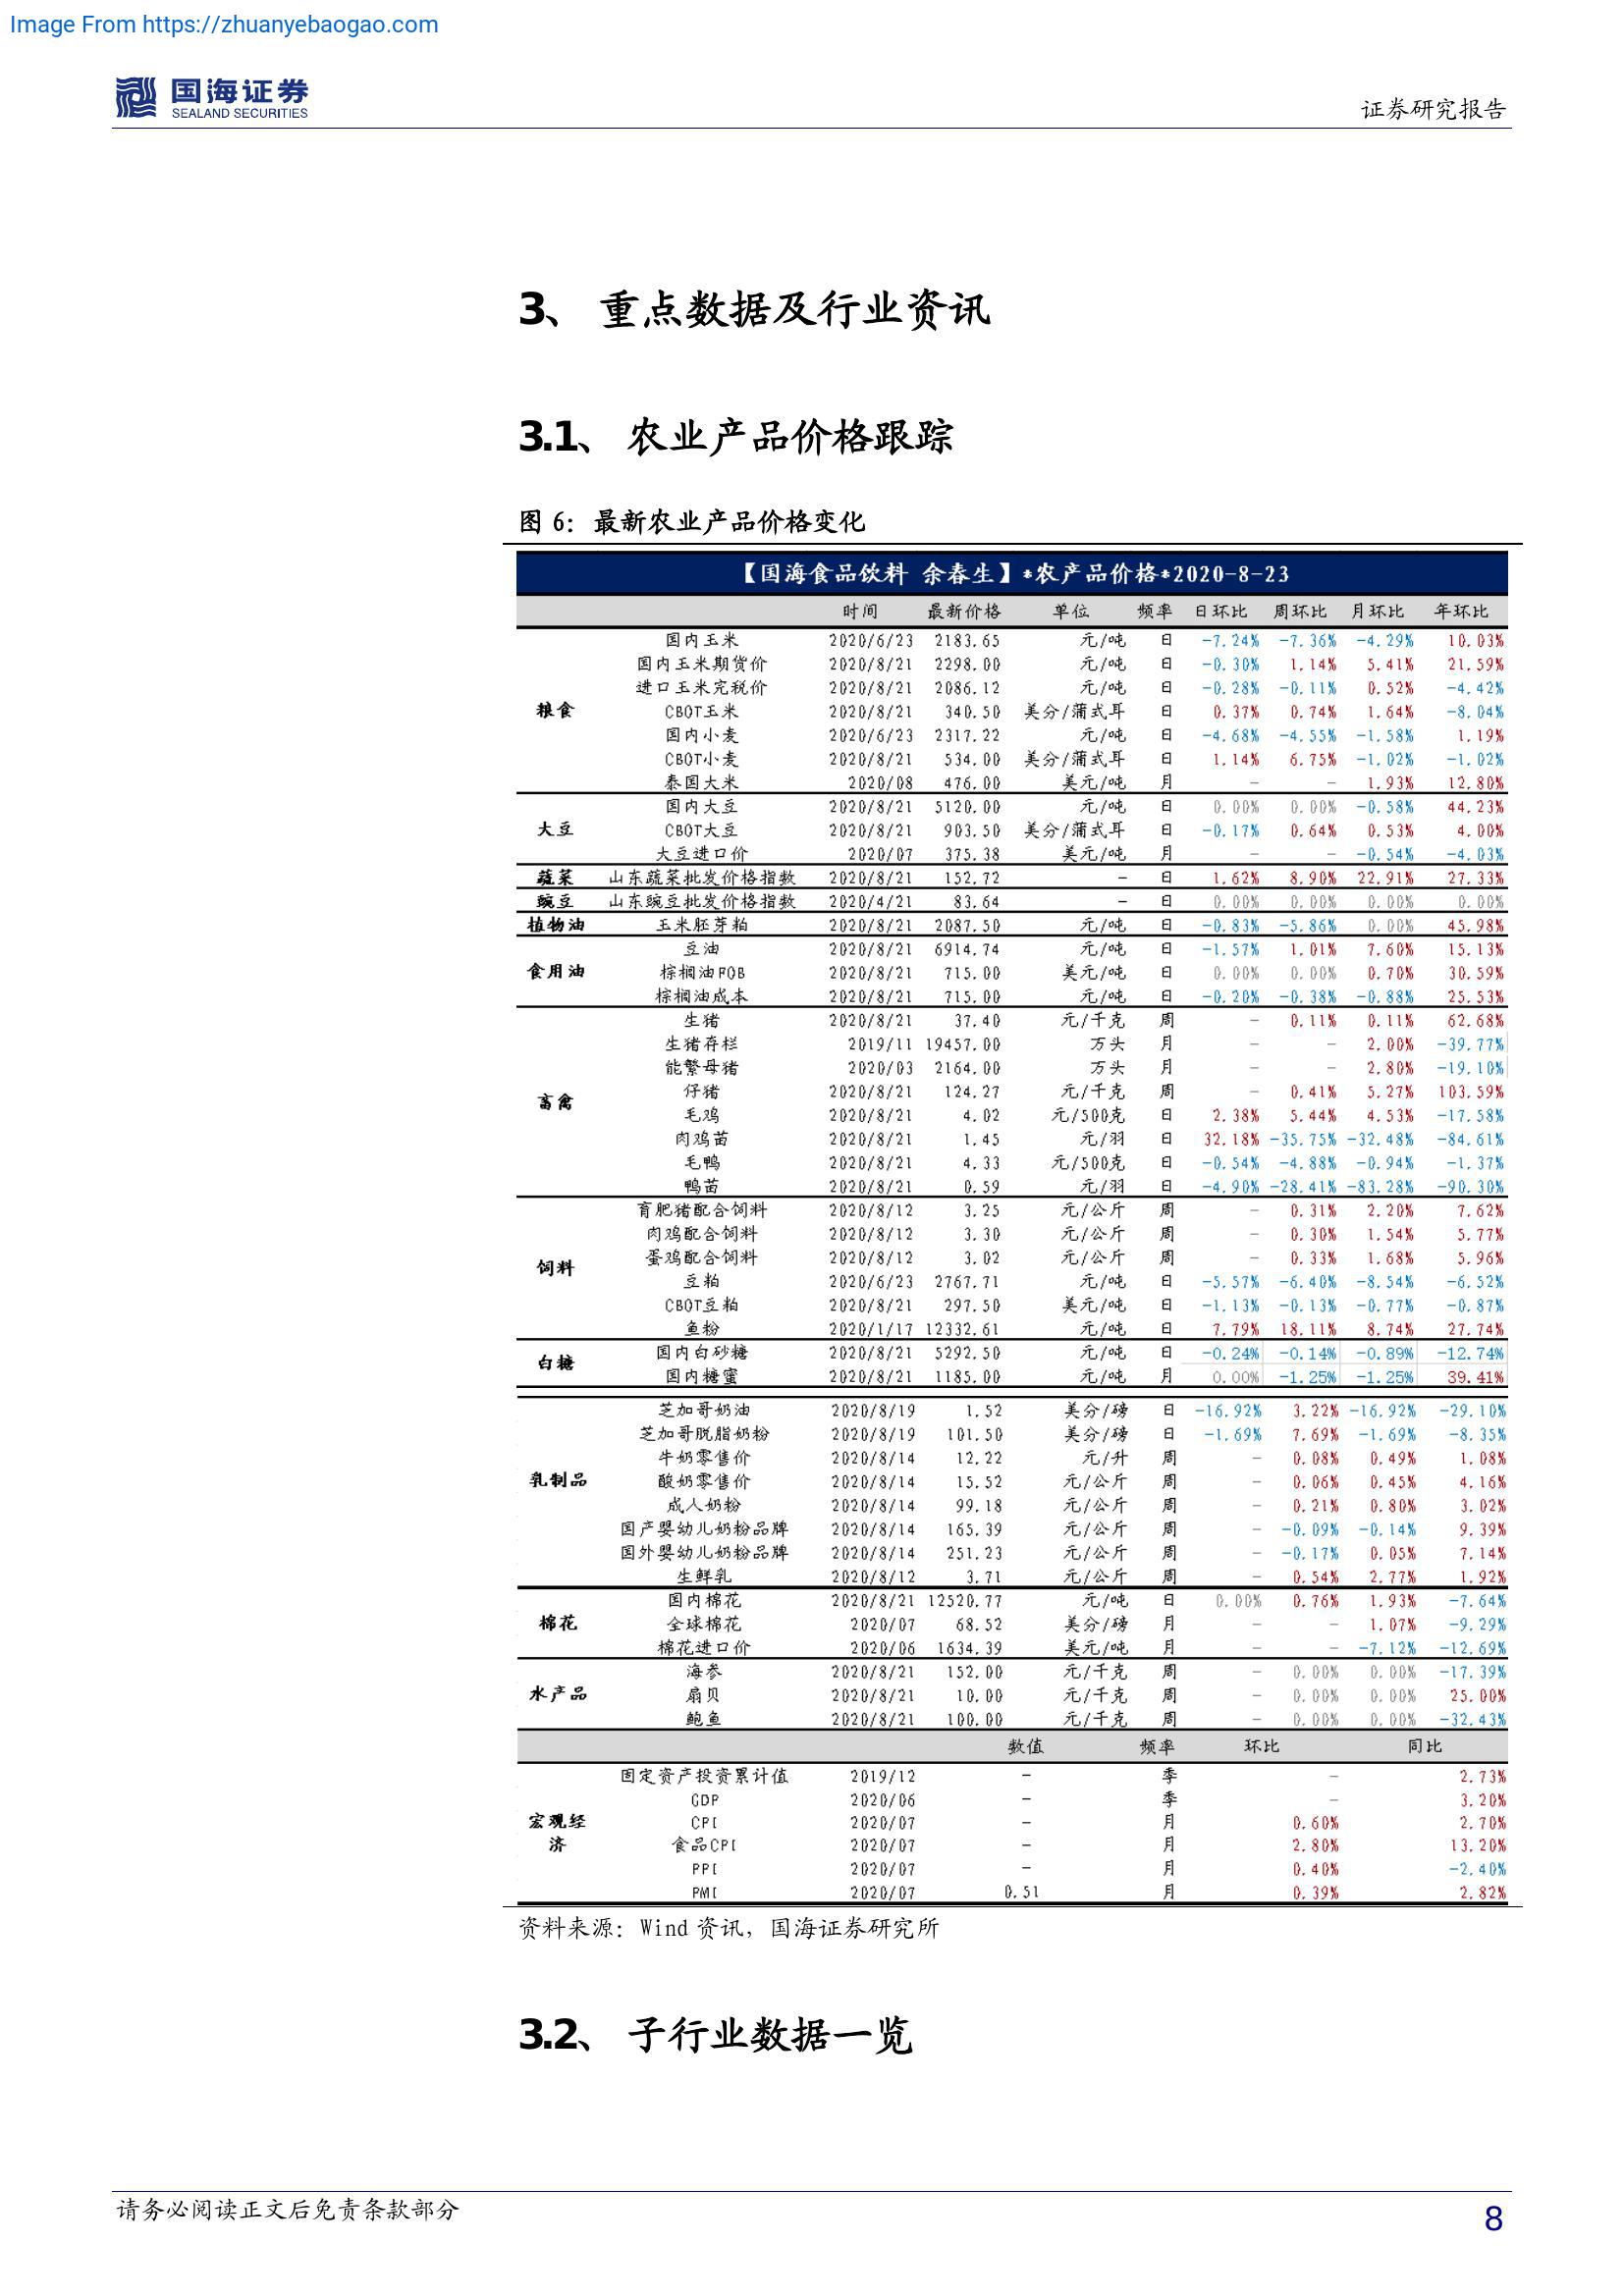 Image From https://zhuanyebaogao.com
国海证券
SEALAND SECURITIES
证券研究报告
3、 重点数据及行业资讯
3.1、 农业产品价格跟踪
图 6：最新农业产品价格变化
【国海食品饮料 余春生】*农产品价格*2020-8-23
时间 最新价格 单位 频率 日环比 周环比 月环比 年环比
国内玉米 2020/6/23 2183.65 元/吨 日 -7.24% -7.36% -4.29% 10.03%
国内玉米期货价 2020/8/21 2298.00 元/吨 日 -0.30% 1.14% 5.41% 21.59%
进口玉米完税价 2020/8/21 2086.12 元/吨 日 -0.28% -0.11% 0.52% -4.42%
粮食 CBOT玉米 2020/8/21 340.50 美分/蒲式耳 日 0.37% 0.74% 1.64% -8.04%
国内小麦 2020/6/23 2317.22 元/吨 日 -4.68% -4.55% -1.58% 1.19%
CBOT小麦 2020/8/21 534.00 美分/蒲式耳 日 1.14% 6.75% -1.02% -1.02%
泰国大米 2020/08 476.00 美元/吨 月 – – 1.93% 12.80%
国内大豆 2020/8/21 5120.00 元/吨 日 0.00% 0.00% -0.58% 44.23%
大豆 CBOT大豆 2020/8/21 903.50 美分/蒲式耳 日 -0.17% 0.64% 0.53% 4.00%
大豆进口价 2020/07 375.38 美元/吨 月 – – -0.54% -4.03%
蔬菜 山东蔬菜批发价格指数 2020/8/21 152.72 – 日 1.62% 8.90% 22.91% 27.33%
豌豆 山东豌豆批发价格指数 2020/4/21 83.64 – 日 0.00% 0.00% 0.00% 0.00%
植物油 玉米胚芽粕 2020/8/21 2087.50 元/吨 日 -0.83% -5.86% 0.00% 45.98%
豆油 2020/8/21 6914.74 元/吨 日 -1.57% 1.01% 7.60% 15.13%
食用油 棕榈油FOB 2020/8/21 715.00 美元/吨 日 0.00% 0.00% 0.70% 30.59%
棕榈油成本 2020/8/21 715.00 元/吨 日 -0.20% -0.38% -0.88% 25.53%
生猪 2020/8/21 37.40 元/千克 周 – 0.11% 0.11% 62.68%
生猪存栏 2019/11 19457.00 万头 月 – – 2.00% -39.77%
能繁母猪 2020/03 2164.00 万头 月 – – 2.80% -19.10%
畜禽 仔猪 2020/8/21 124.27 元/千克 周 – 0.41% 5.27% 103.59%
毛鸡 2020/8/21 4.02 元/500克 日 2.38% 5.44% 4.53% -17.58%
肉鸡苗 2020/8/21 1.45 元/羽 日 32.18% -35.75% -32.48% -84.61%
毛鸭 2020/8/21 4.33 元/500克 日 -0.54% -4.88% -0.94% -1.37%
鸭苗 2020/8/21 0.59 元/羽 日 -4.90% -28.41% -83.28% -90.30%
育肥猪配合饲料 2020/8/12 3.25 元/公斤 周 – 0.31% 2.20% 7.62%
肉鸡配合饲料 2020/8/12 3.30 元/公斤 周 – 0.30% 1.54% 5.77%
蛋鸡配合饲料 2020/8/12 3.02 元/公斤 周 – 0.33% 1.68% 5.96%
饲料 豆粕 2020/6/23 2767.71 元/吨 日 -5.57% -6.40% -8.54% -6.52%
CBOT豆粕 2020/8/21 297.50 美元/吨 日 -1.13% -0.13% -0.77% -0.87%
鱼粉 2020/1/17 12332.61 元/吨 日 7.79% 18.11% 8.74% 27.74%
白糖 国内白砂糖 2020/8/21 5292.50 元/吨 日 -0.24% -0.14% -0.89% -12.74%
国内糖蜜 2020/8/21 1185.00 元/吨 月 0.00% -1.25% -1.25% 39.41%
芝加哥奶油 2020/8/19 1.52 美分/磅 日 -16.92% 3.22% -16.92% -29.10%
芝加哥脱脂奶粉 2020/8/19 101.50 美分/磅 日 -1.69% 7.69% -1.69% -8.35%
牛奶零售价 2020/8/14 12.22 元/升 周 – 0.08% 0.49% 1.08%
乳制品 酸奶零售价 2020/8/14 15.52 元/公斤 周 – 0.06% 0.45% 4.16%
成人奶粉 2020/8/14 99.18 元/公斤 周 – 0.21% 0.80% 3.02%
国产婴幼儿奶粉品牌 2020/8/14 165.39 元/公斤 周 – -0.09% -0.14% 9.39%
国外婴幼儿奶粉品牌 2020/8/14 251.23 元/公斤 周 – -0.17% 0.05% 7.14%
生鲜乳 2020/8/12 3.71 元/公斤 周 – 0.54% 2.77% 1.92%
国内棉花 2020/8/21 12520.77 元/吨 日 0.00% 0.76% 1.93% -7.64%
棉花 全球棉花 2020/07 68.52 美分/磅 月 – – 1.07% -9.29%
棉花进口价 2020/06 1634.39 美元/吨 月 – – -7.12% -12.69%
海参 2020/8/21 152.00 元/千克 周 – 0.00% 0.00% -17.39%
水产品 扇贝 2020/8/21 10.00 元/千克 周 – 0.00% 0.00% 25.00%
鲍鱼 2020/8/21 100.00 元/千克 周 – 0.00% 0.00% -32.43%
数值 频率 环比 同比
固定资产投资累计值 2019/12 – 季 – 2.73%
GDP 2020/06 – 季 – 3.20%
宏观经济 CPI 2020/07 – 月 0.60% 2.70%
食品CPI 2020/07 – 月 2.80% 13.20%
PPI 2020/07 – 月 0.40% -2.40%
PMI 2020/07 0.51 月 0.39% 2.82%
资料来源：Wind 资讯，国海证券研究所
3.2、 子行业数据一览
请务必阅读正文后免责条款部分
8